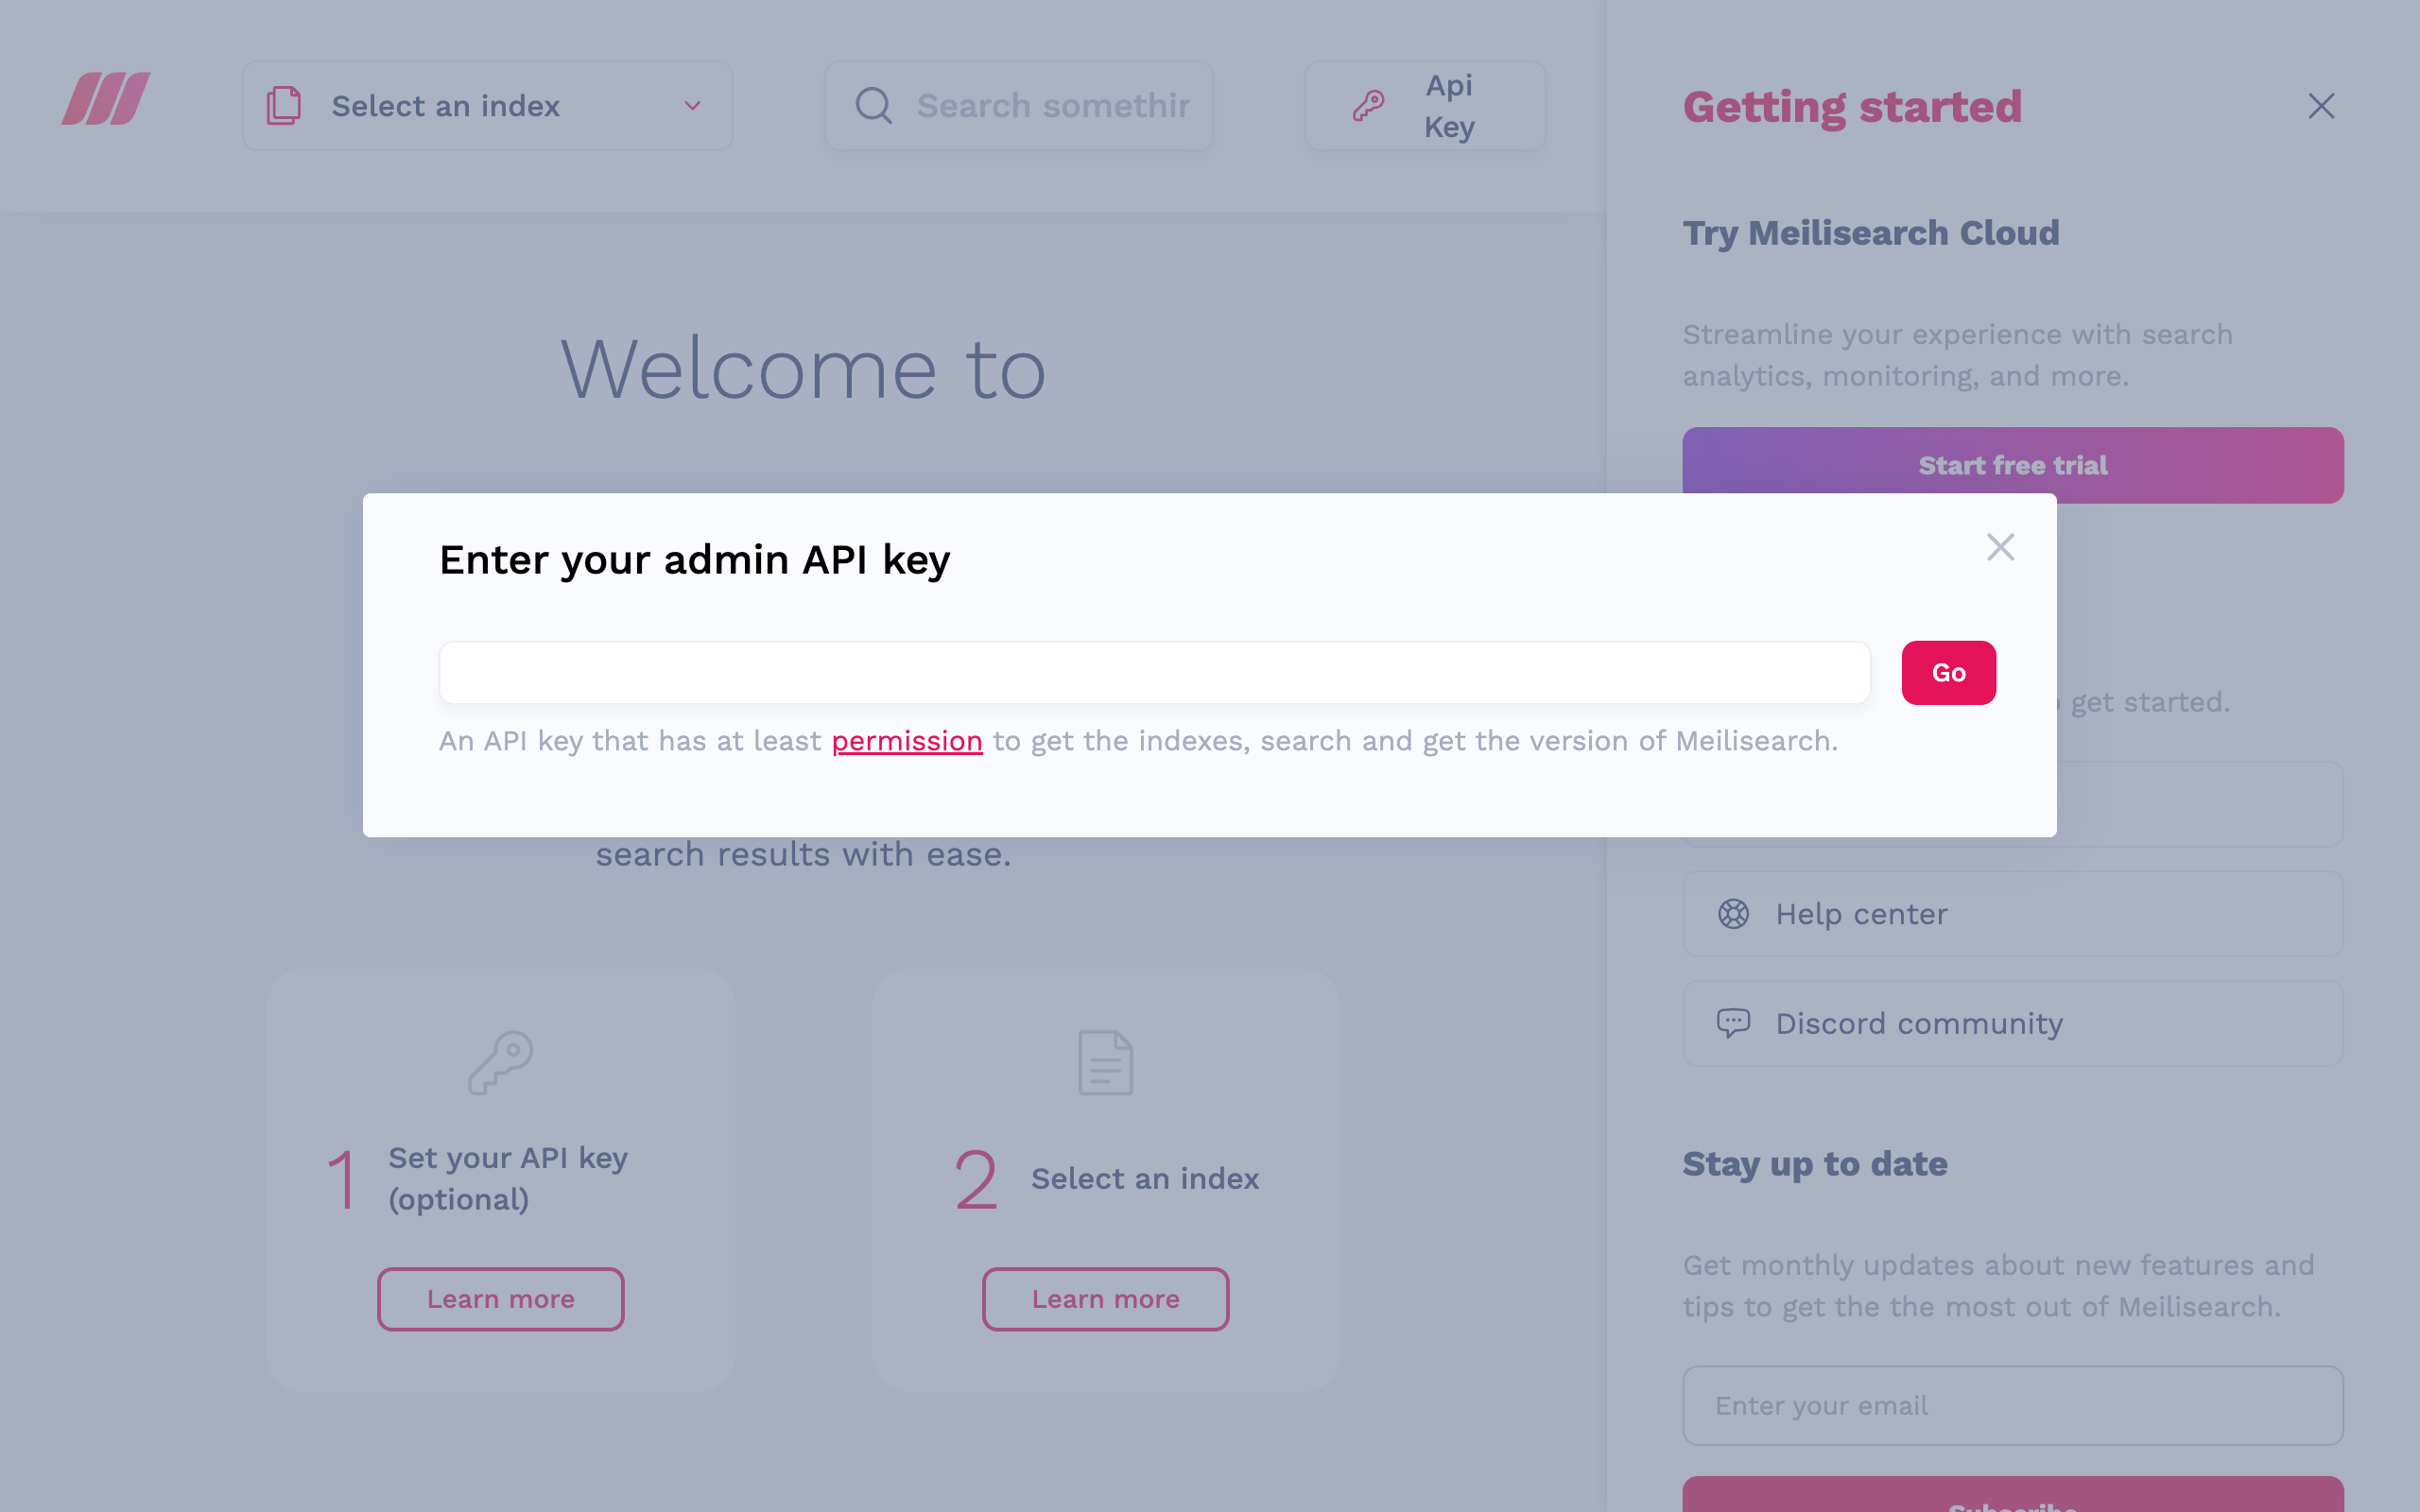 Select an index
Search somethin
Api
Key
Welcome to
search results with ease.
1
Set your API key
(optional)
Learn more
2
Select an index
Learn more
Getting started
Try Meilisearch Cloud
Streamline your experience with search
analytics, monitoring, and more.
Start free trial
get started.
Help center
Discord community
Stay up to date
Get monthly updates about new features and
tips to get the the most out of Meilisearch.
Enter your email
Subscribe
Enter your admin API key
Go
An API key that has at least permission to get the indexes, search and get the version of Meilisearch.